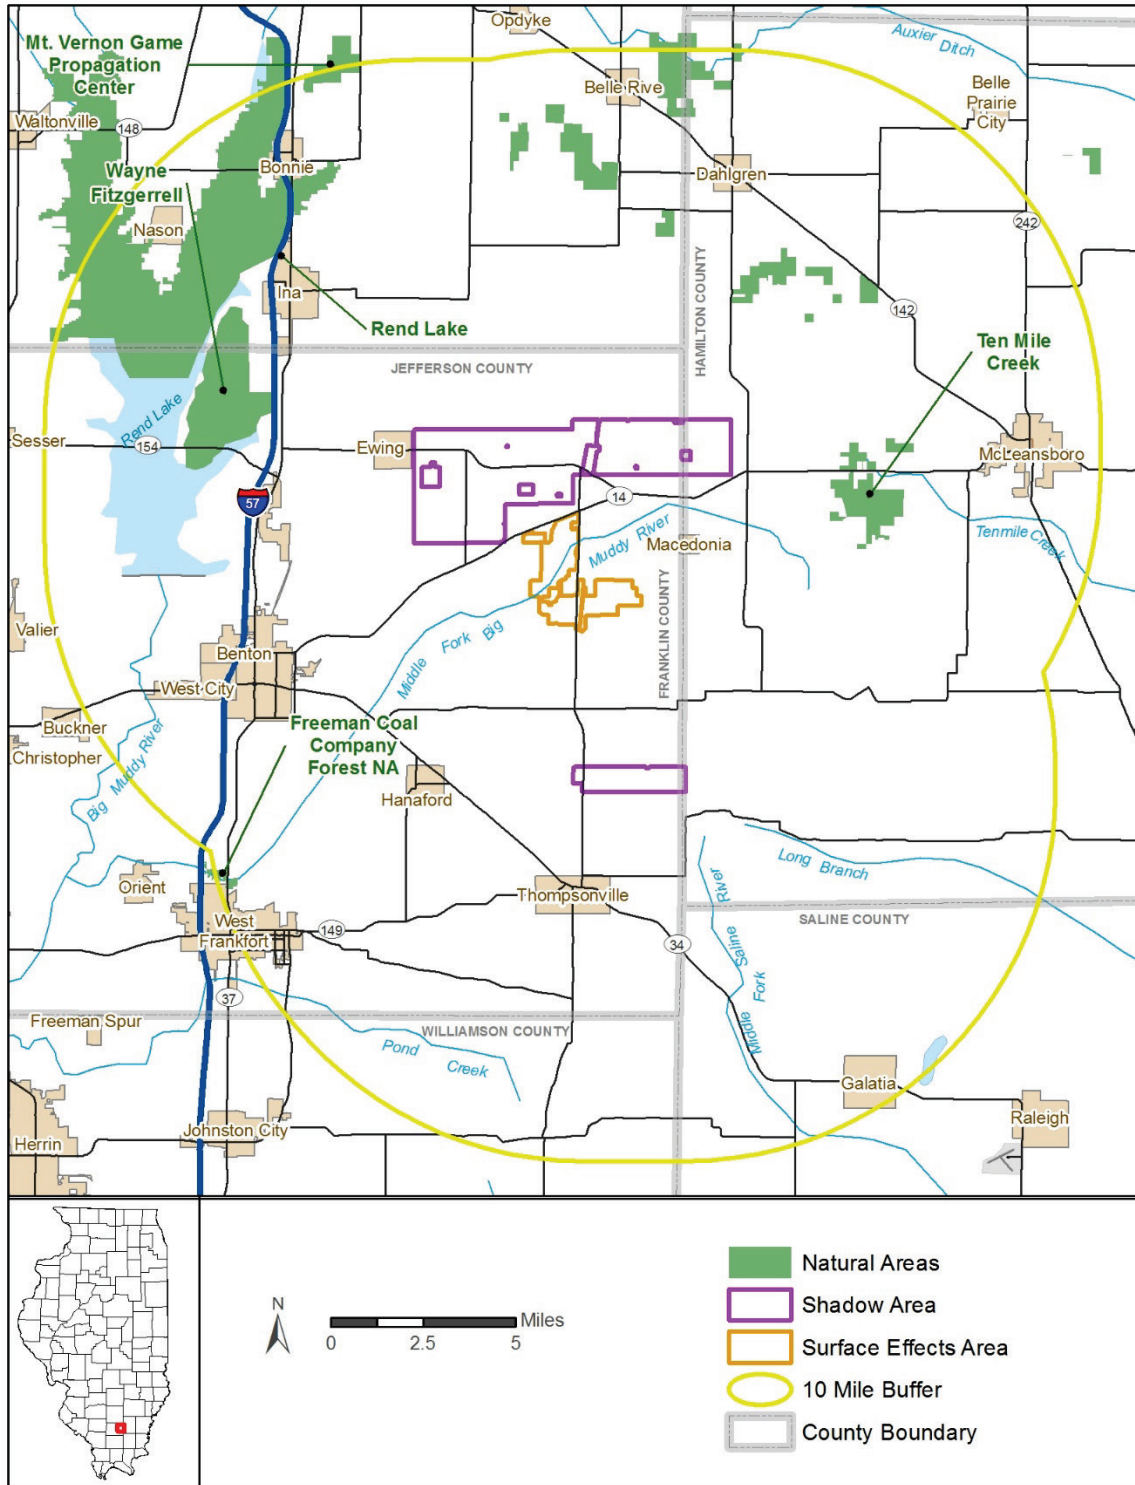 Opdyke
Auxier Ditch
Mt. Vernon Game
Propagation
Center
Belle Rive
Belle
Prairie
City
Waltonville
148
Wayne
Fitzgerrell
Bonnie
Dahlgren
Nason
242
HAMILTON COUNTY
Ina
142
Rend Lake
Ten Mile
Creek
JEFFERSON COUNTY
Rend Lake
Sesser
154
Ewing
McLeansboro
57
14
Muddy River
Macedonia
Tenmile Creek
Valier
Benton
Middle Fork Big
FRANKLIN COUNTY
West City
Buckner
Christopher
Freeman Coal
Company
Forest NA
Big Muddy River
Hanaford
Long Branch
Orient
Thompsonville
SALINE COUNTY
West
Frankfort
149
34
Middle Fork Saline River
37
Freeman Spur
WILLIAMSON COUNTY
Pond
Creek
Galatia
Raleigh
Johnston City
Herrin
N
Miles
0 2.5 5
Natural Areas
Shadow Area
Surface Effects Area
10 Mile Buffer
County Boundary